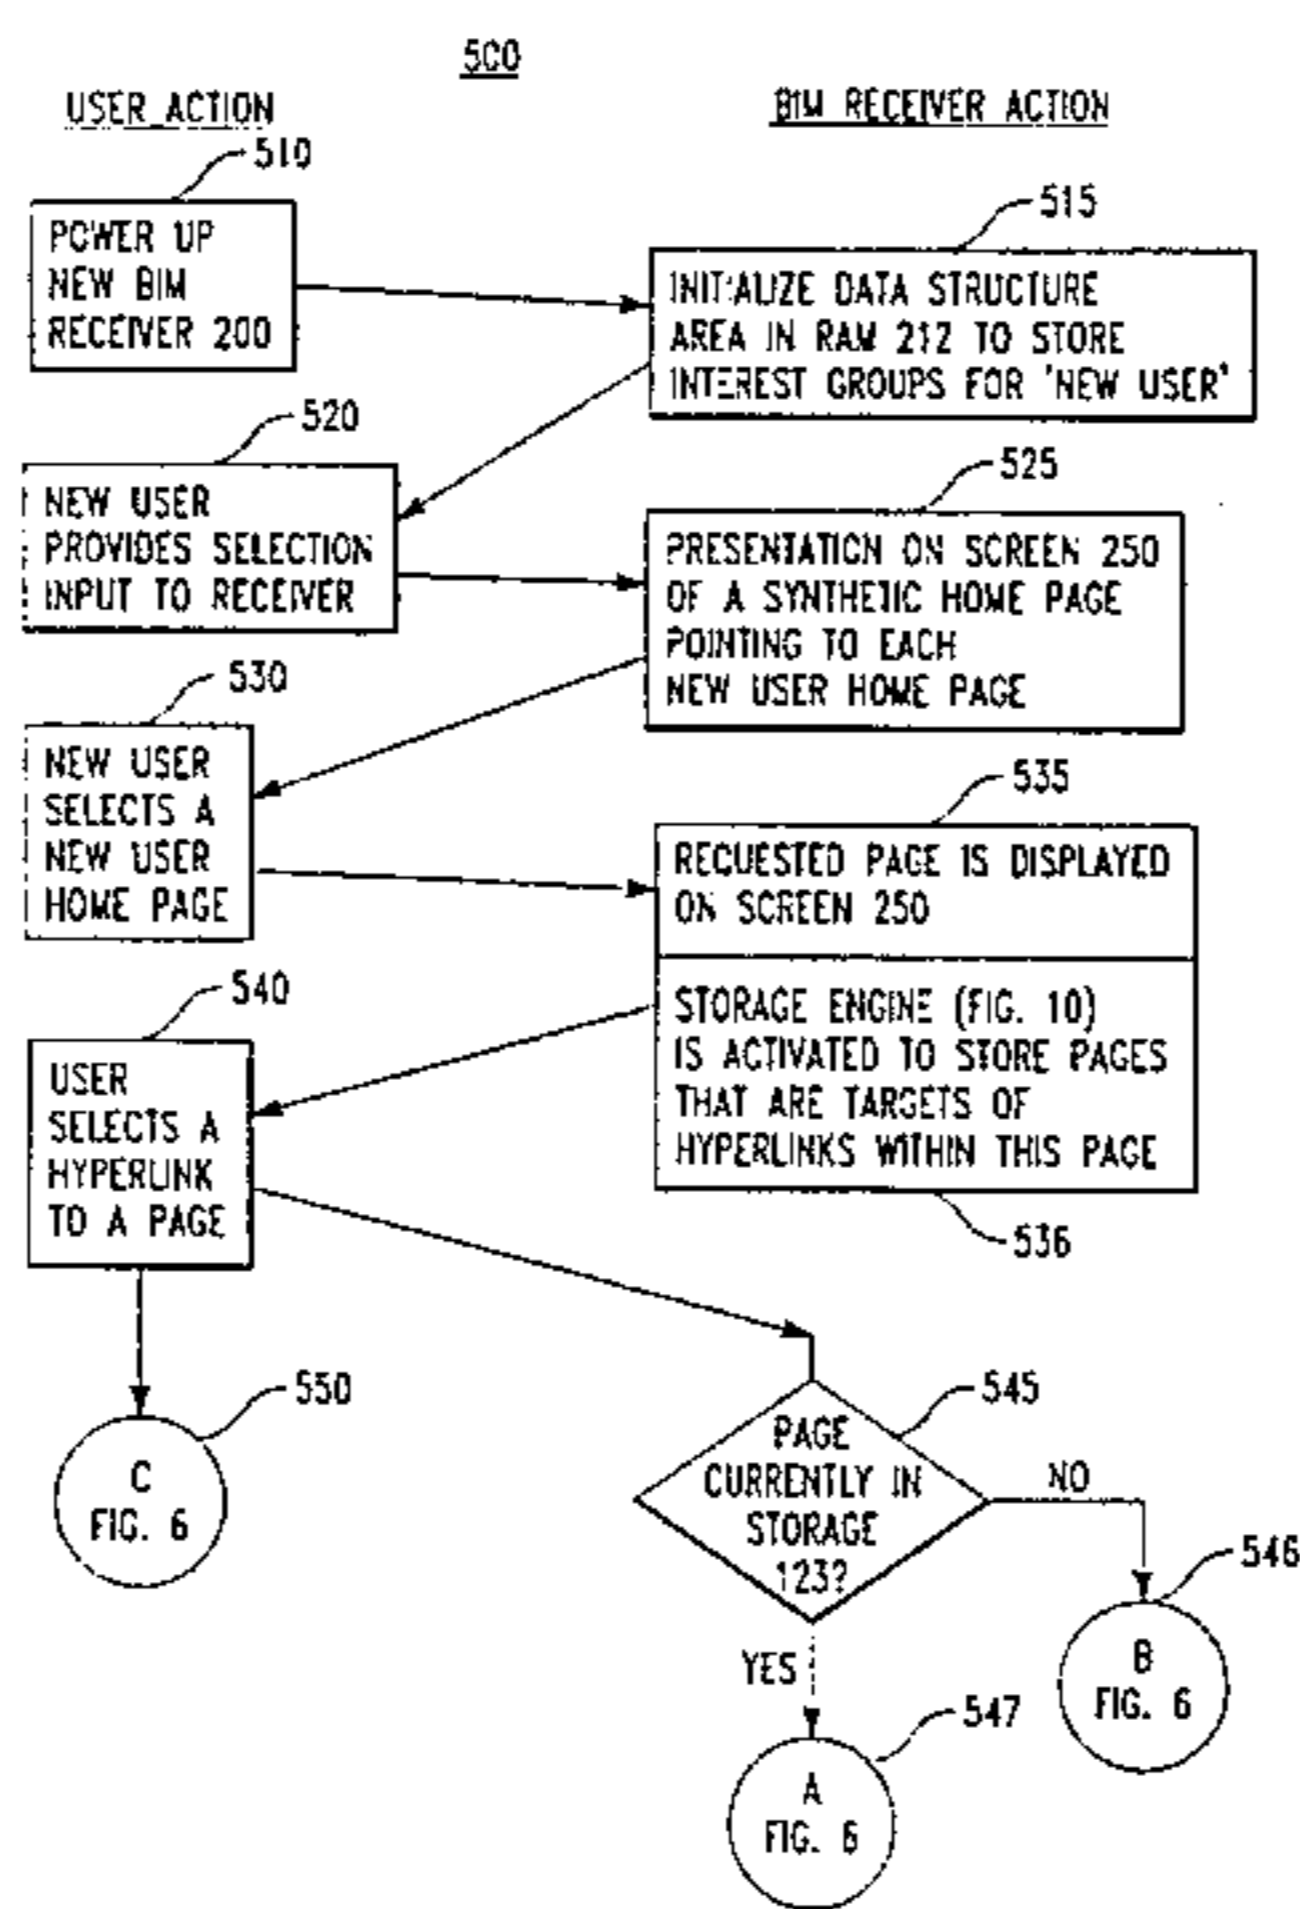 500
USER ACTION
BIM RECEIVER ACTION
510
POWER UP
NEW BIM
RECEIVER 200
515
INITIALIZE DATA STRUCTURE
AREA IN RAM 212 TO STORE
INTEREST GROUPS FOR 'NEW USER'
520
NEW USER
PROVIDES SELECTION
INPUT TO RECEIVER
525
PRESENTATION ON SCREEN 250
OF A SYNTHETIC HOME PAGE
POINTING TO EACH
NEW USER HOME PAGE
530
NEW USER
SELECTS A
NEW USER
HOME PAGE
535
REQUESTED PAGE IS DISPLAYED
ON SCREEN 250
STORAGE ENGINE (FIG. 10)
IS ACTIVATED TO STORE PAGES
THAT ARE TARGETS OF
HYPERLINKS WITHIN THIS PAGE
536
540
USER
SELECTS A
HYPERLINK
TO A PAGE
550
C
FIG. 6
545
PAGE
CURRENTLY IN
STORAGE
123?
NO
546
B
FIG. 6
YES
547
A
FIG. 6